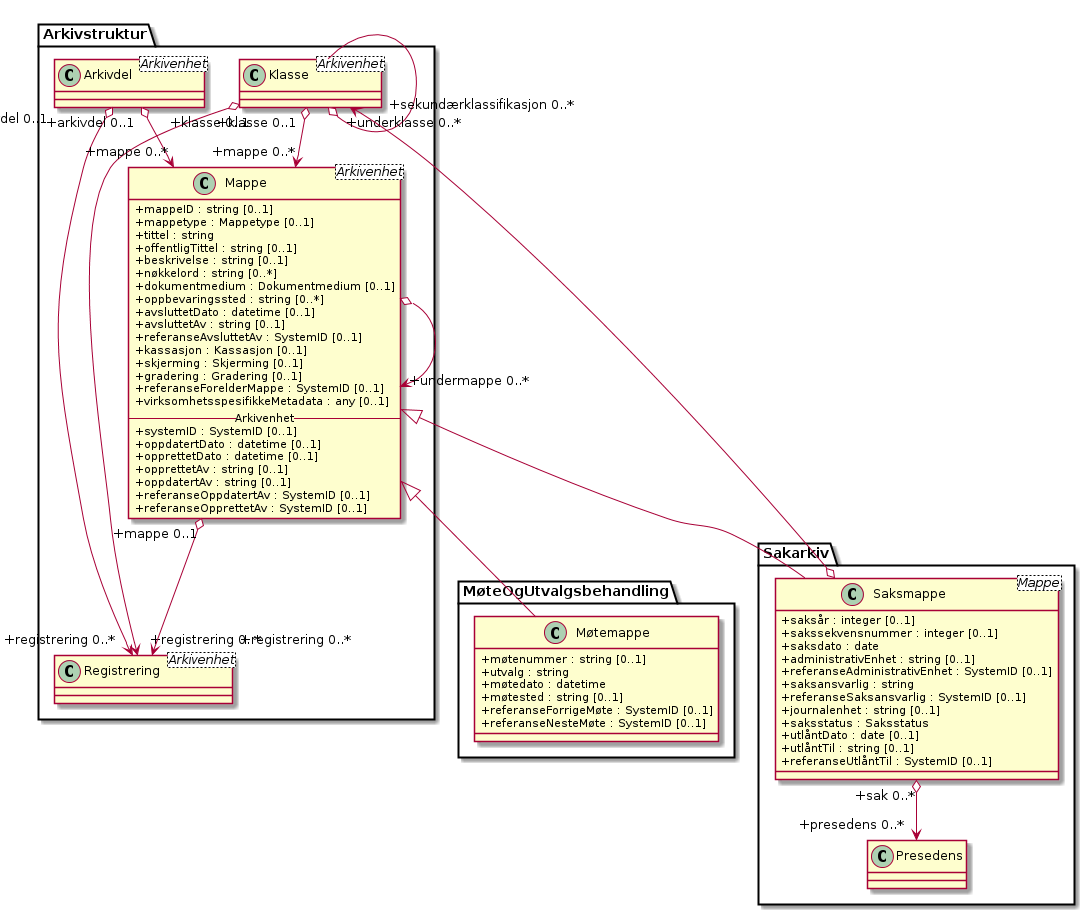 Arkivstruktur
C Arkivdel
Arkivenhet
C Klasse
Arkivenhet
+sekundærklassifikasjon 0..*
del 0..1
+arkivdel 0..1
+klasse 0..1
+klasse 0..1
+underklasse 0..*
+mappe 0..*
+mappe 0..*
C Mappe
Arkivenhet
+mappeID : string [0..1]
+mappetype : Mappetype [0..1]
+tittel : string
+offentligTittel : string [0..1]
+beskrivelse : string [0..1]
+nøkkelord : string [0..*]
+dokumentmedium : Dokumentmedium [0..1]
+oppbevaringssted : string [0..*]
+avsluttetDato : datetime [0..1]
+avsluttetAv : string [0..1]
+referanseAvsluttetAv : SystemID [0..1]
+kassasjon : Kassasjon [0..1]
+skjerming : Skjerming [0..1]
+gradering : Gradering [0..1]
+referanseForelderMappe : SystemID [0..1]
+virksomhetsspesifikkeMetadata : any [0..1]
+undermappe 0..*
Arkivenhet
+systemID : SystemID [0..1]
+oppdatertDato : datetime [0..1]
+opprettetDato : datetime [0..1]
+opprettetAv : string [0..1]
+oppdatertAv : string [0..1]
+referanseOppdatertAv : SystemID [0..1]
+referanseOpprettetAv : SystemID [0..1]
+mappe 0..1
+registrering 0..*
+registrering 0..*
+registrering 0..*
C Registrering
Arkivenhet
MøteOgUtvalgsbehandling
C Møtemappe
+møtenummer : string [0..1]
+utvalg : string
+møtedato : datetime
+møtested : string [0..1]
+referanseForrigeMøte : SystemID [0..1]
+referanseNesteMøte : SystemID [0..1]
Sakarkiv
C Saksmappe
Mappe
+saksår : integer [0..1]
+sakssekvensnummer : integer [0..1]
+saksdato : date
+administrativEnhet : string [0..1]
+referanseAdministrativEnhet : SystemID [0..1]
+saksansvarlig : string
+referanseSaksansvarlig : SystemID [0..1]
+journalenhet : string [0..1]
+saksstatus : Saksstatus
+utlåntDato : date [0..1]
+utlåntTil : string [0..1]
+referanseUtlåntTil : SystemID [0..1]
+sak 0..*
+presedens 0..*
C Presedens